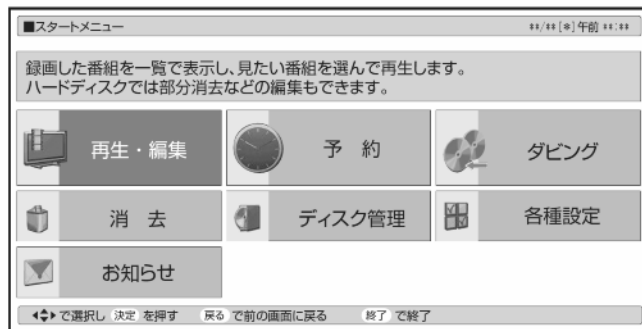 ■スタートメニュー **/**[*]午前**:**
録画した番組を一覧で表示し、見たい番組を選んで再生します。
ハードディスクでは部分消去などの編集もできます。
再生・編集 予 約 ダビング
消 去 ディスク管理 各種設定
お知らせ
で選択し 決定 を押す 戻る で前の画面に戻る 終了 で終了